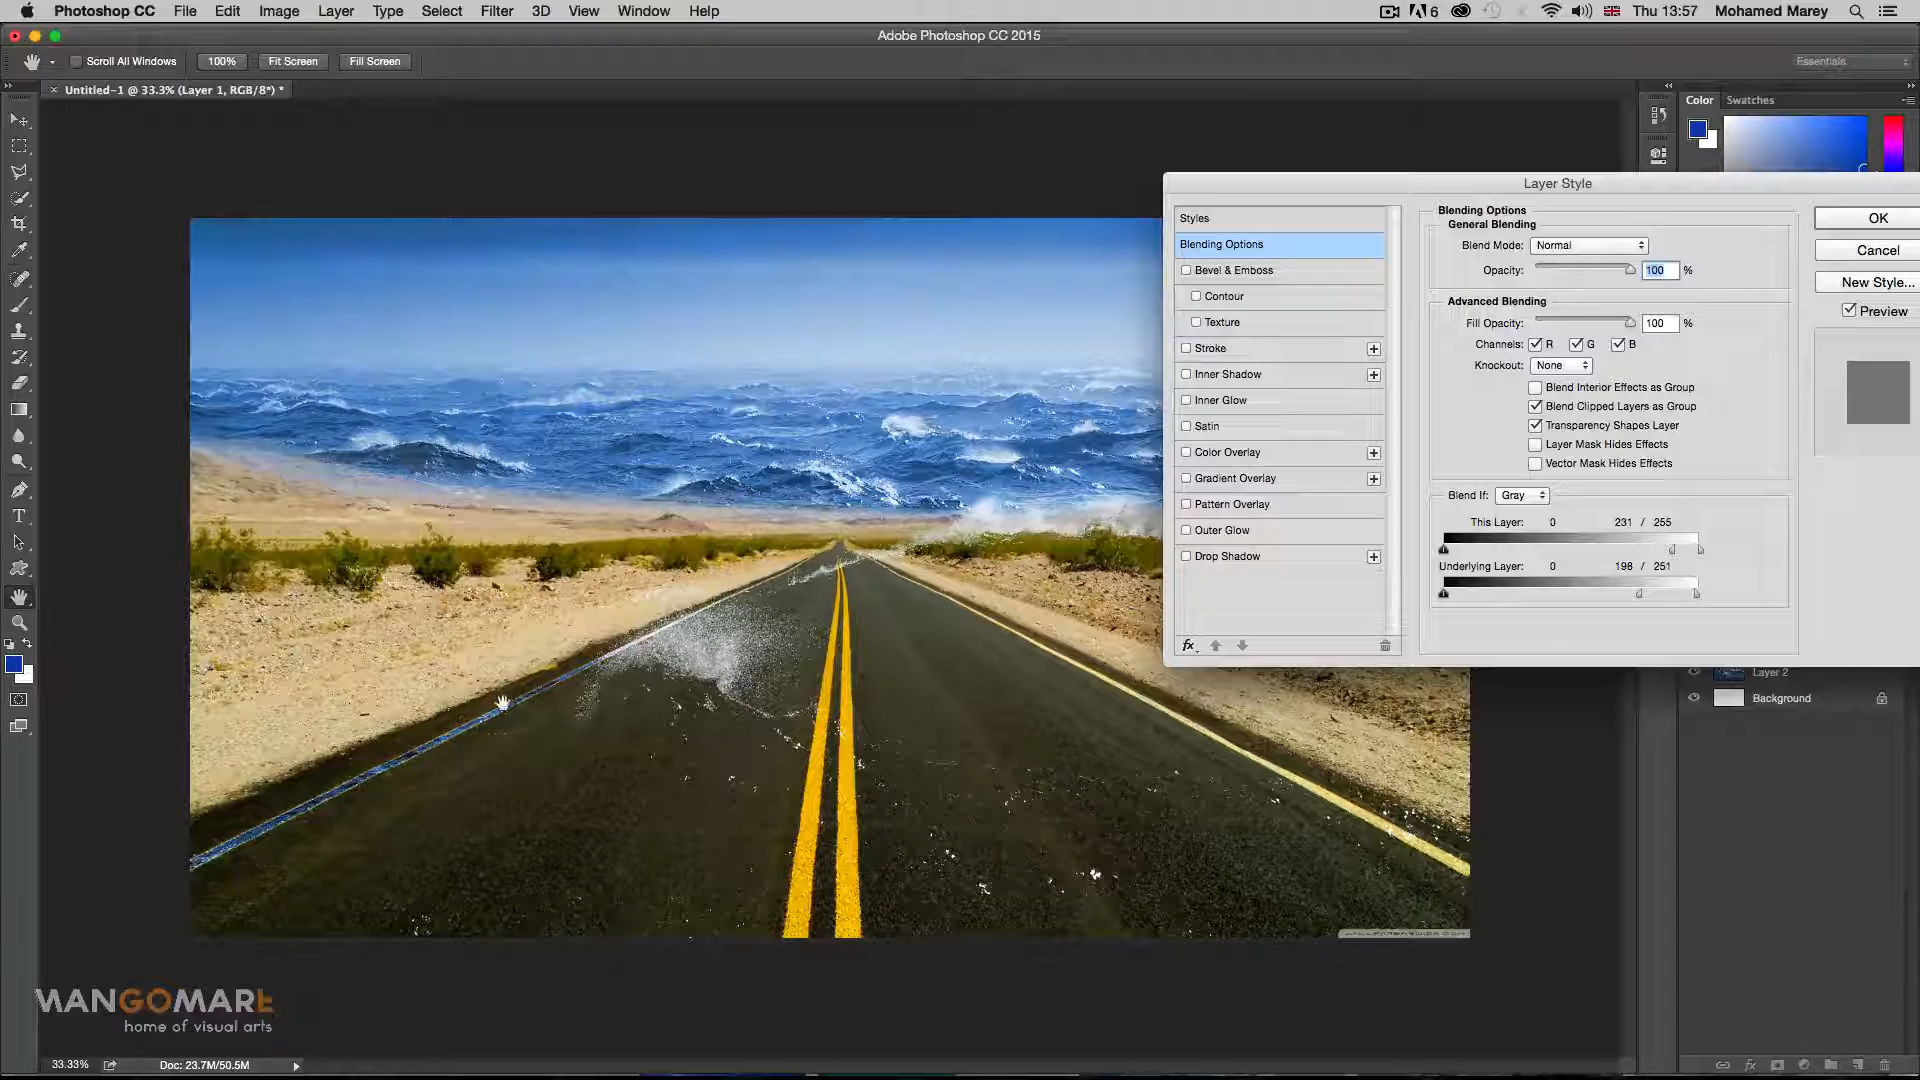 Photoshop CC File Edit Image Layer Type Select Filter 3D View Window Help 6 Thu 13:57 Mohamed Marey
Adobe Photoshop CC 2015
Scroll All Windows 100% Fit Screen Fill Screen Essentials
× Untitled-1 @ 33.3% (Layer 1, RGB/8*) *
Color Swatches
Layer Style
Styles
Blending Options
Bevel & Emboss
Contour
Texture
Stroke
Inner Shadow
Inner Glow
Satin
Color Overlay
Gradient Overlay
Pattern Overlay
Outer Glow
Drop Shadow
fx
Blending Options
General Blending
Blend Mode: Normal
Opacity: 100 %
Advanced Blending
Fill Opacity: 100 %
Channels: R G B
Knockout: None
Blend Interior Effects as Group
Blend Clipped Layers as Group
Transparency Shapes Layer
Layer Mask Hides Effects
Vector Mask Hides Effects
Blend If: Gray
This Layer: 0 231 / 255
Underlying Layer: 0 198 / 251
OK
Cancel
New Style...
Preview
Layer 2
Background
T
MANGOMARE
home of visual arts
33.33% Doc: 23.7M/50.5M
fx